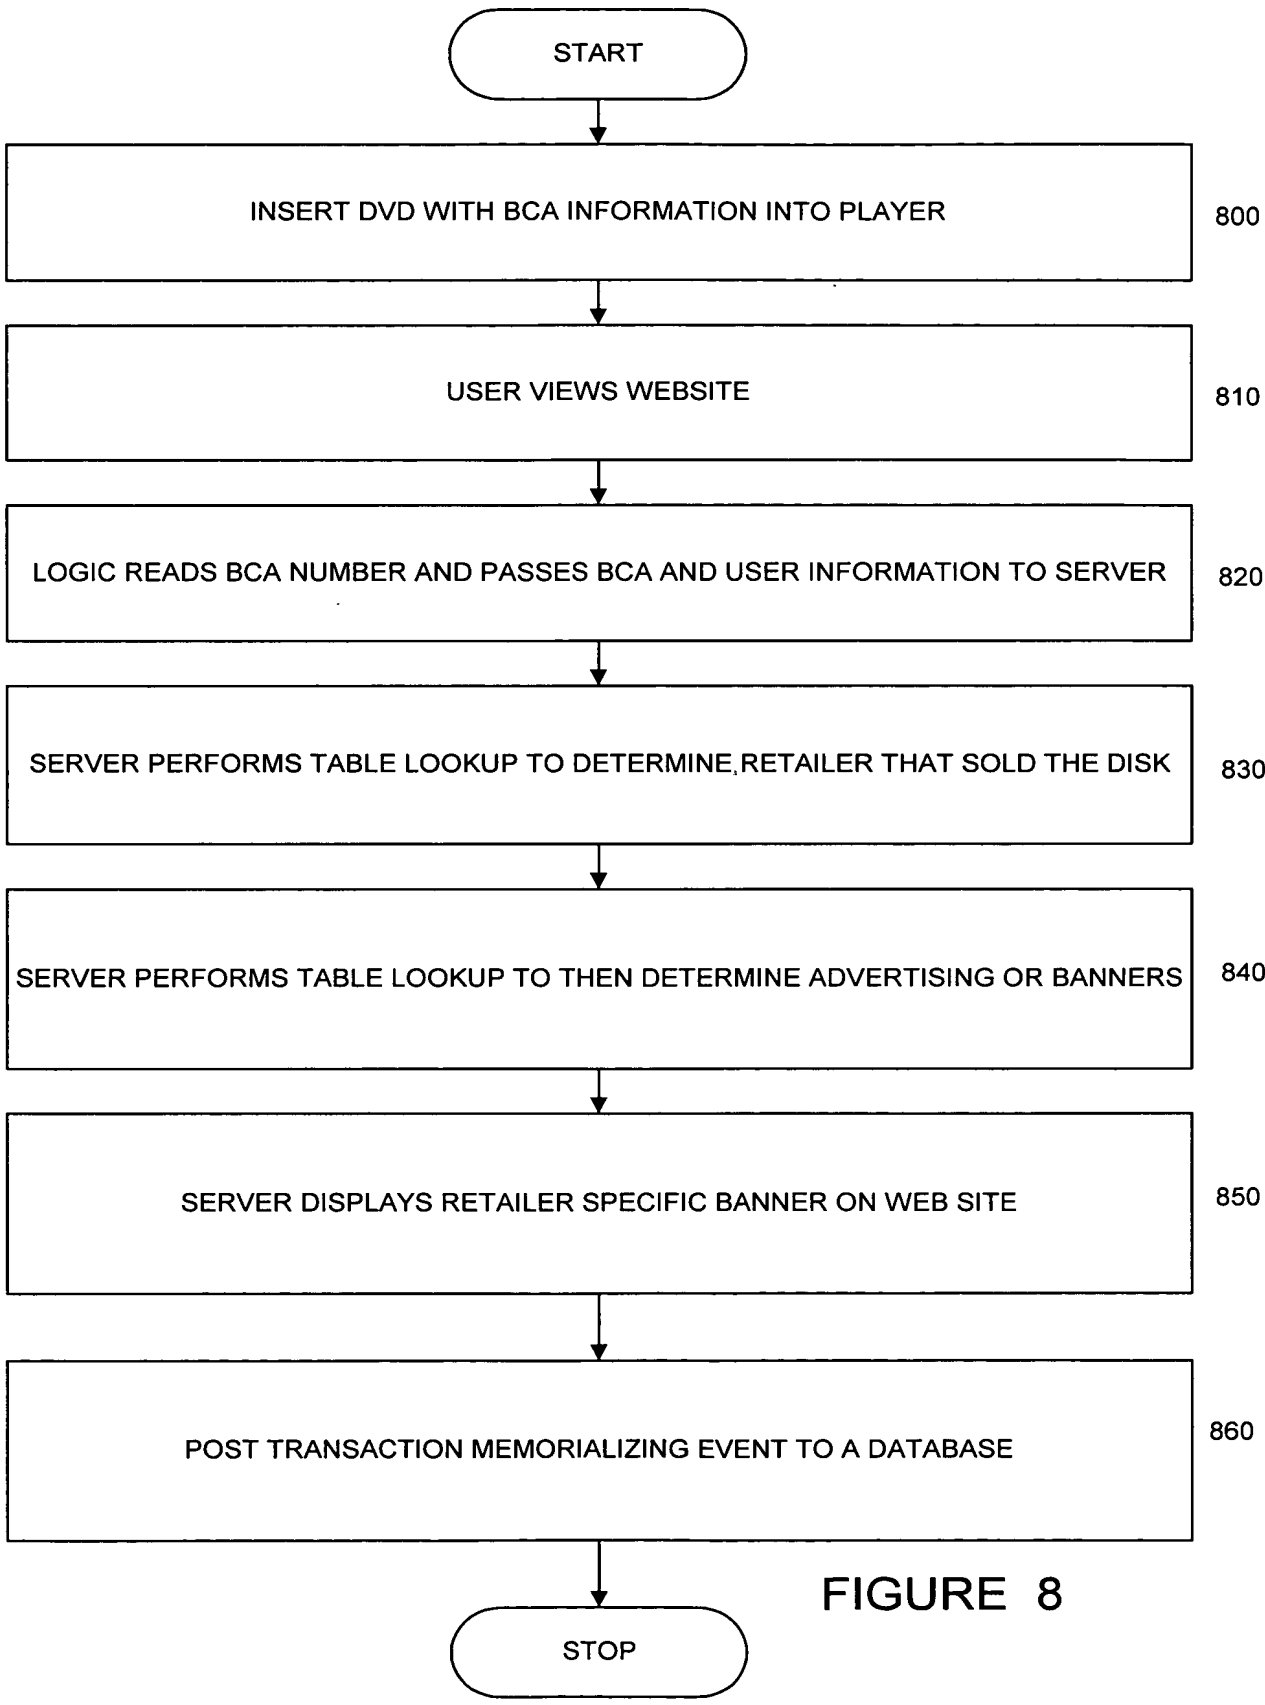 START
INSERT DVD WITH BCA INFORMATION INTO PLAYER
800
USER VIEWS WEBSITE
810
LOGIC READS BCA NUMBER AND PASSES BCA AND USER INFORMATION TO SERVER
820
SERVER PERFORMS TABLE LOOKUP TO DETERMINE RETAILER THAT SOLD THE DISK
830
SERVER PERFORMS TABLE LOOKUP TO THEN DETERMINE ADVERTISING OR BANNERS
840
SERVER DISPLAYS RETAILER SPECIFIC BANNER ON WEB SITE
850
POST TRANSACTION MEMORIALIZING EVENT TO A DATABASE
860
FIGURE 8
STOP